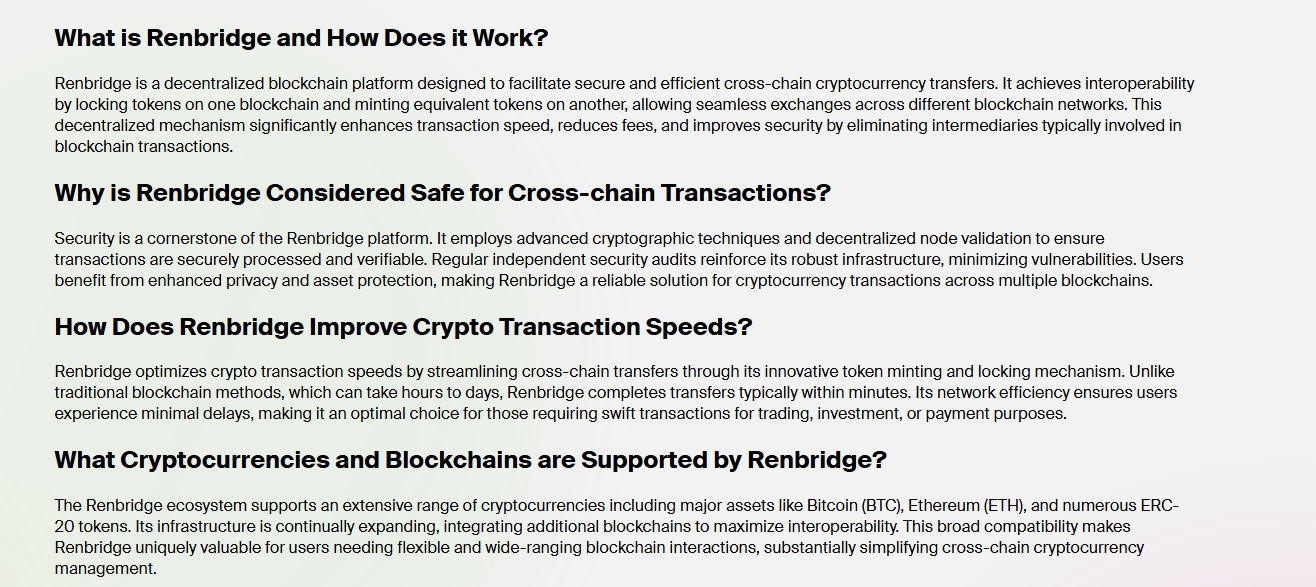 What is Renbridge and How Does it Work?
Renbridge is a decentralized blockchain platform designed to facilitate secure and efficient cross-chain cryptocurrency transfers. It achieves interoperability
by locking tokens on one blockchain and minting equivalent tokens on another, allowing seamless exchanges across different blockchain networks. This
decentralized mechanism significantly enhances transaction speed, reduces fees, and improves security by eliminating intermediaries typically involved in
blockchain transactions.
Why is Renbridge Considered Safe for Cross-chain Transactions?
Security is a cornerstone of the Renbridge platform. It employs advanced cryptographic techniques and decentralized node validation to ensure
transactions are securely processed and verifiable. Regular independent security audits reinforce its robust infrastructure, minimizing vulnerabilities. Users
benefit from enhanced privacy and asset protection, making Renbridge a reliable solution for cryptocurrency transactions across multiple blockchains.
How Does Renbridge Improve Crypto Transaction Speeds?
Renbridge optimizes crypto transaction speeds by streamlining cross-chain transfers through its innovative token minting and locking mechanism. Unlike
traditional blockchain methods, which can take hours to days, Renbridge completes transfers typically within minutes. Its network efficiency ensures users
experience minimal delays, making it an optimal choice for those requiring swift transactions for trading, investment, or payment purposes.
What Cryptocurrencies and Blockchains are Supported by Renbridge?
The Renbridge ecosystem supports an extensive range of cryptocurrencies including major assets like Bitcoin (BTC), Ethereum (ETH), and numerous ERC-
20 tokens. Its infrastructure is continually expanding, integrating additional blockchains to maximize interoperability. This broad compatibility makes
Renbridge uniquely valuable for users needing flexible and wide-ranging blockchain interactions, substantially simplifying cross-chain cryptocurrency
management.